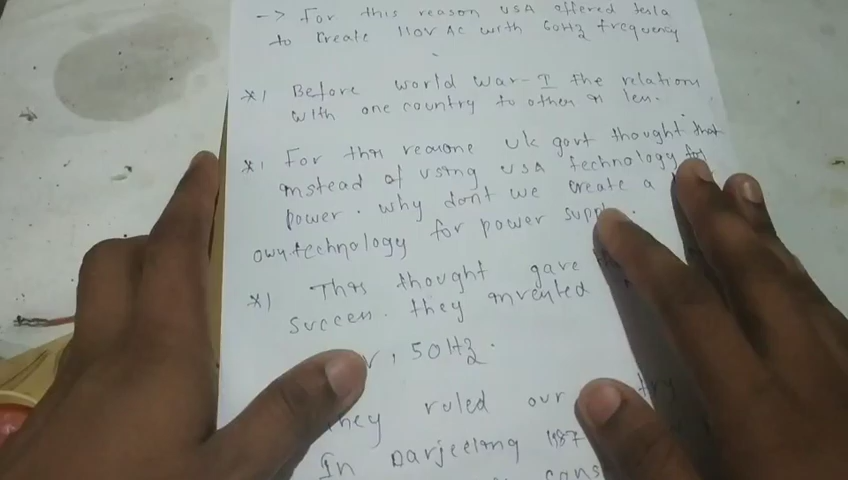 -> For this reason USA offered tesla
to create 110V AC with 60HZ frequency
*| Before world war-I the relations
with one country to other is less.
*| For this reasone UK govt thought that
instead of using USA technology for
power. why dont we create a
own technology for power supply.
*| This thought gave
success. they invented
, 50HZ.
they ruled our
In Darjeeling